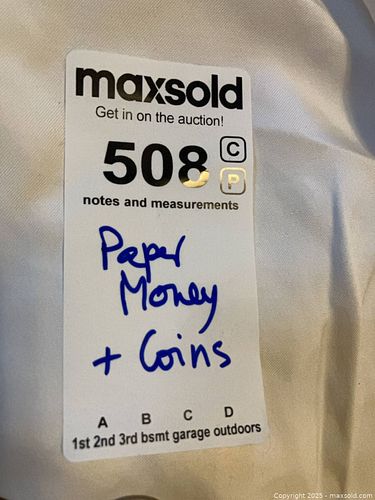 maxsold
Get in on the auction!
508 C
P
notes and measurements
Paper
Money
+ Coins
A B C D
1st 2nd 3rd bsmt garage outdoors
Copyright 2025 - maxsold.com